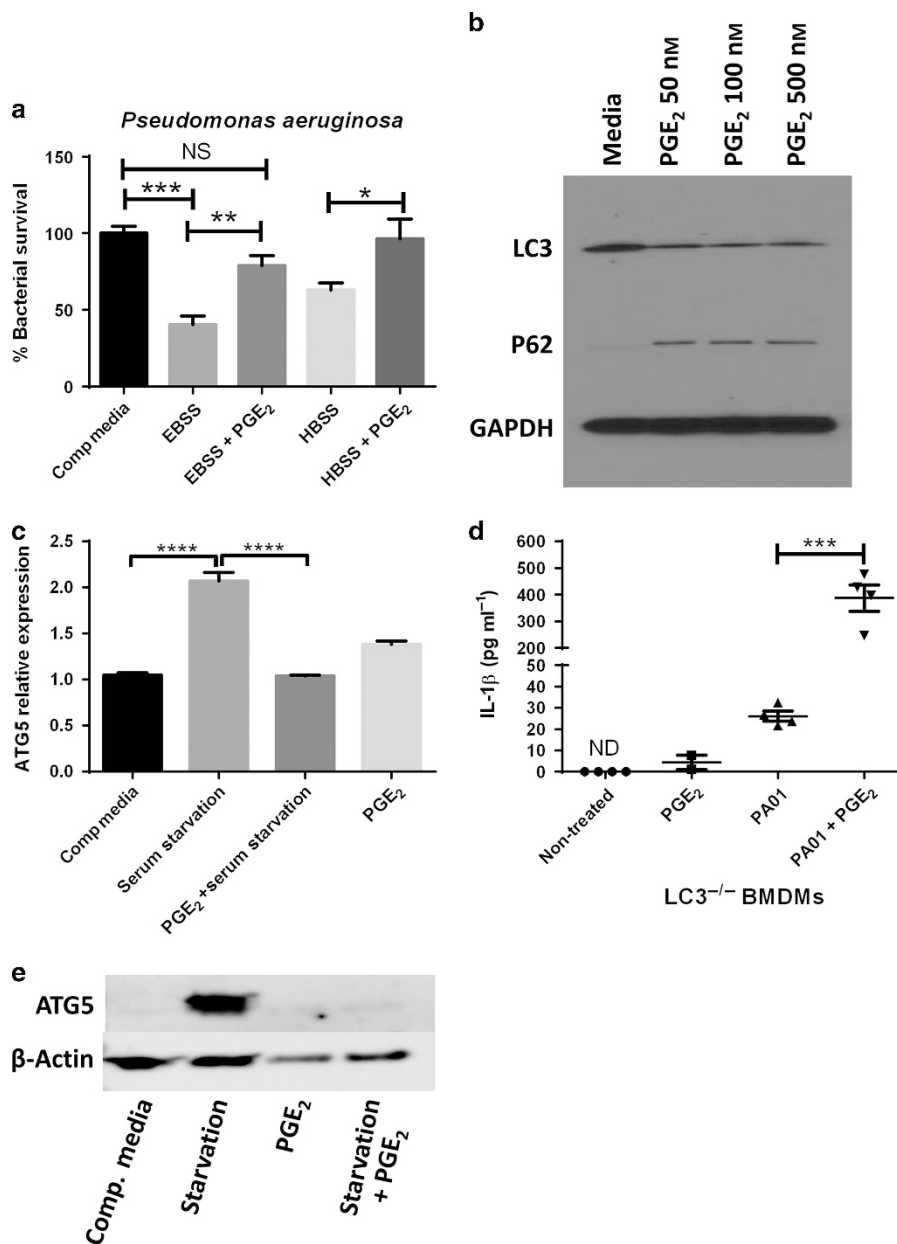 a
Pseudomonas aeruginosa
% Bacterial survival
150
100
50
0
NS
***
**
*
Comp media
EBSS
EBSS + PGE₂
HBSS
HBSS + PGE₂
b
Media
PGE₂ 50 nM
PGE₂ 100 nM
PGE₂ 500 nM
LC3
P62
GAPDH
c
ATG5 relative expression
2.5
2.0
1.5
1.0
0.5
0.0
****
****
Comp media
Serum starvation
PGE₂+serum starvation
PGE₂
d
IL-1β (pg ml⁻¹)
600
500
400
300
200
100
50
40
30
20
10
0
ND
***
Non-treated
PGE₂
PA01
PA01 + PGE₂
LC3⁻/⁻ BMDMs
e
ATG5
β-Actin
Comp. media
Starvation
PGE₂
Starvation
+ PGE₂